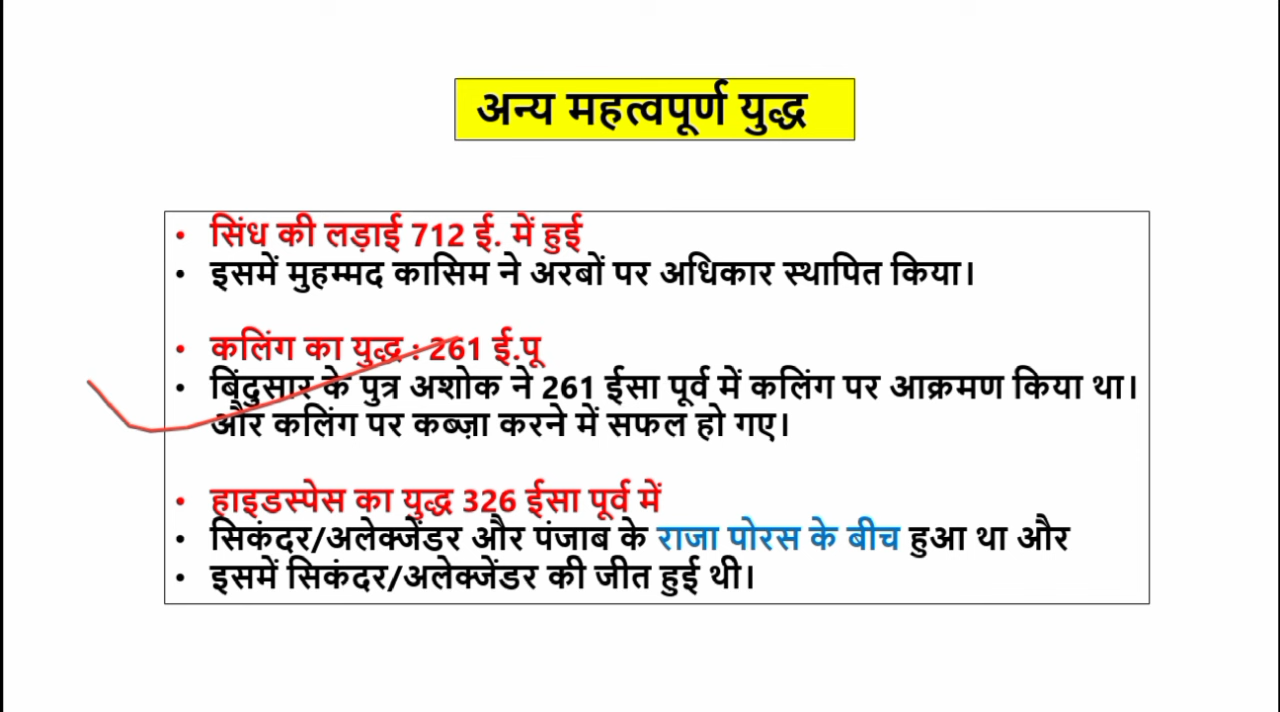 अन्य महत्वपूर्ण युद्ध
• सिंध की लड़ाई 712 ई. में हुई
• इसमें मुहम्मद कासिम ने अरबों पर अधिकार स्थापित किया।
• कलिंग का युद्ध : 261 ई.पू
• बिंदुसार के पुत्र अशोक ने 261 ईसा पूर्व में कलिंग पर आक्रमण किया था।
और कलिंग पर कब्ज़ा करने में सफल हो गए।
• हाइडस्पेस का युद्ध 326 ईसा पूर्व में
• सिकंदर/अलेक्जेंडर और पंजाब के राजा पोरस के बीच हुआ था और
• इसमें सिकंदर/अलेक्जेंडर की जीत हुई थी।